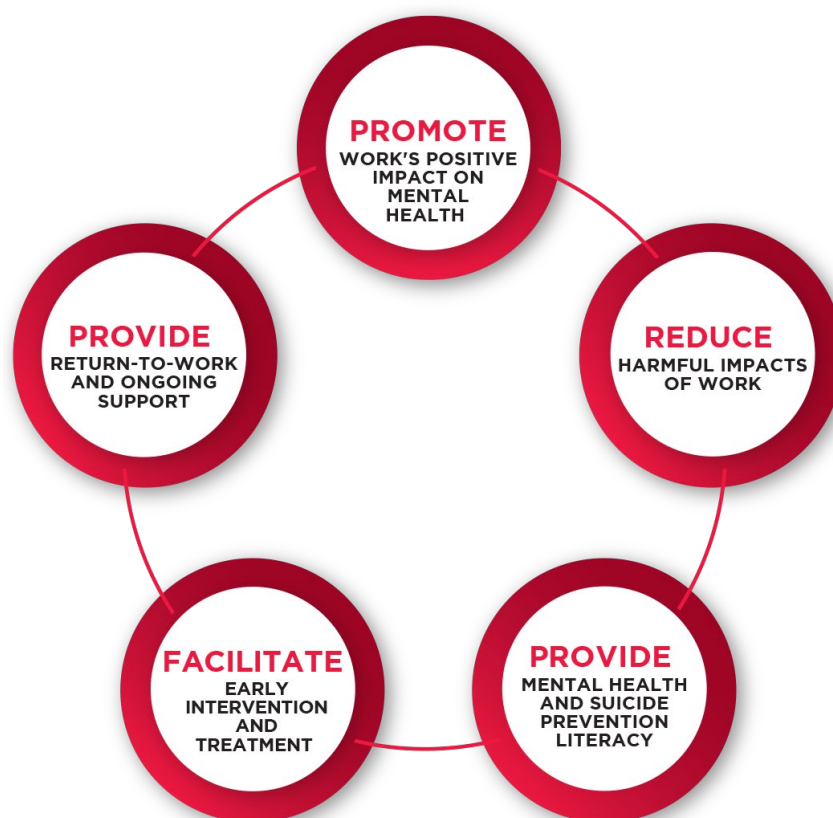 PROMOTE
WORK'S POSITIVE
IMPACT ON
MENTAL
HEALTH
REDUCE
HARMFUL IMPACTS
OF WORK
PROVIDE
MENTAL HEALTH
AND SUICIDE
PREVENTION
LITERACY
FACILITATE
EARLY
INTERVENTION
AND
TREATMENT
PROVIDE
RETURN-TO-WORK
AND ONGOING
SUPPORT